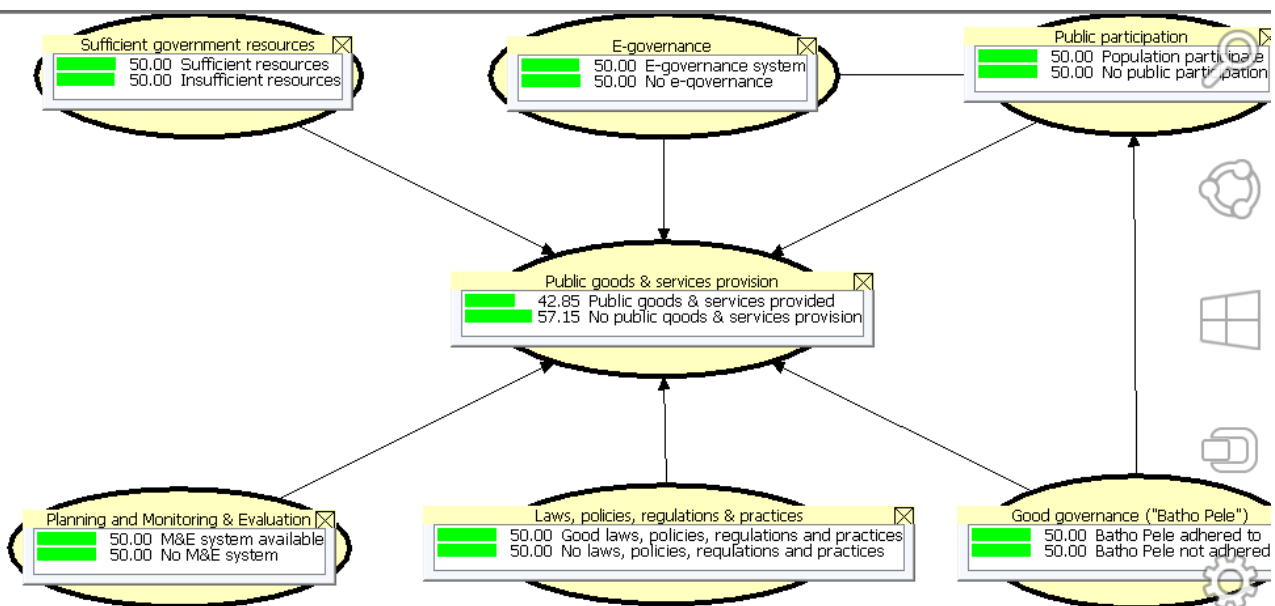 Sufficient government resources
50.00 Sufficient resources
50.00 Insufficient resources
E-governance
50.00 E-governance system
50.00 No e-governance
Public participation
50.00 Population participate
50.00 No public participation
Public goods & services provision
42.85 Public goods & services provided
57.15 No public goods & services provision
Planning and Monitoring & Evaluation
50.00 M&E system available
50.00 No M&E system
Laws, policies, regulations & practices
50.00 Good laws, policies, regulations and practices
50.00 No laws, policies, regulations and practices
Good governance ("Batho Pele")
50.00 Batho Pele adhered to
50.00 Batho Pele not adhered